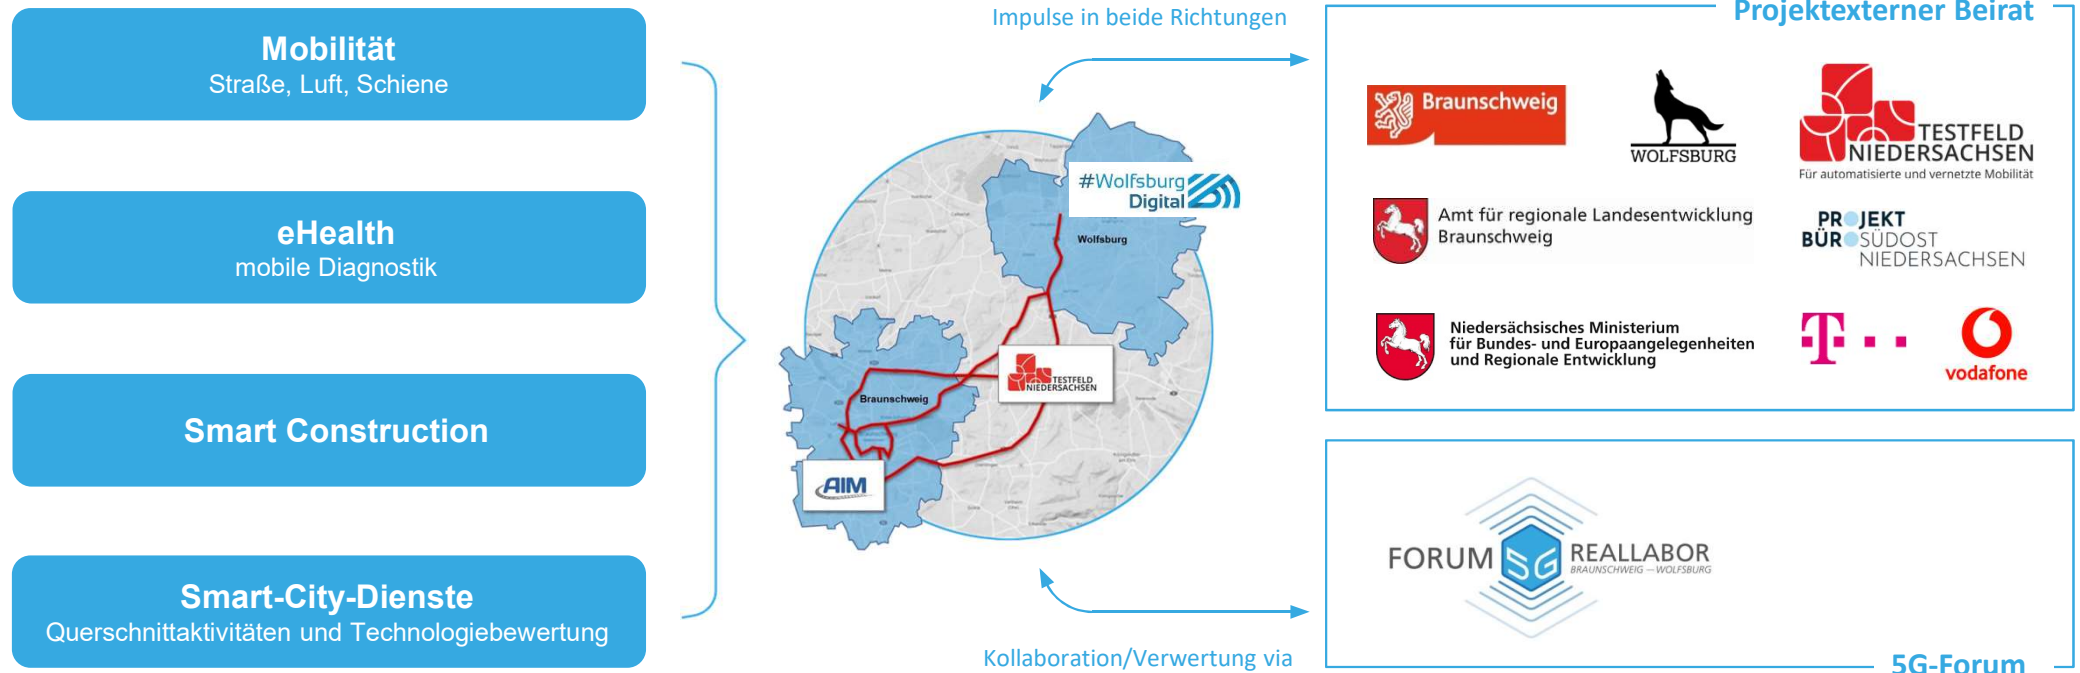 Mobilität
Straße, Luft, Schiene
eHealth
mobile Diagnostik
Smart Construction
Smart-City-Dienste
Querschnittaktivitäten und Technologiebewertung
Impulse in beide Richtungen
#Wolfsburg
Digital
Wolfsburg
TESTFELD
NIEDERSACHSEN
Braunschweig
AIM
Kollaboration/Verwertung via
Projektexterner Beirat
Braunschweig
WOLFSBURG
TESTFELD
NIEDERSACHSEN
Für automatisierte und vernetzte Mobilität
Amt für regionale Landesentwicklung
Braunschweig
PROJEKT
BÜRO SÜDOST
NIEDERSACHSEN
Niedersächsisches Ministerium
für Bundes- und Europaangelegenheiten
und Regionale Entwicklung
T
vodafone
FORUM 5G REALLABOR
BRAUNSCHWEIG – WOLFSBURG
5G-Forum